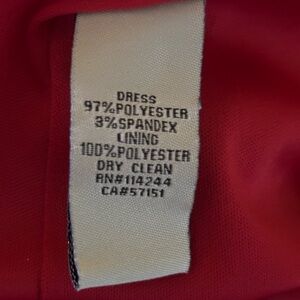 DRESS
97%POLYESTER
3%SPANDEX
LINING
100%POLYESTER
DRY CLEAN
RN#114244
CA#57151